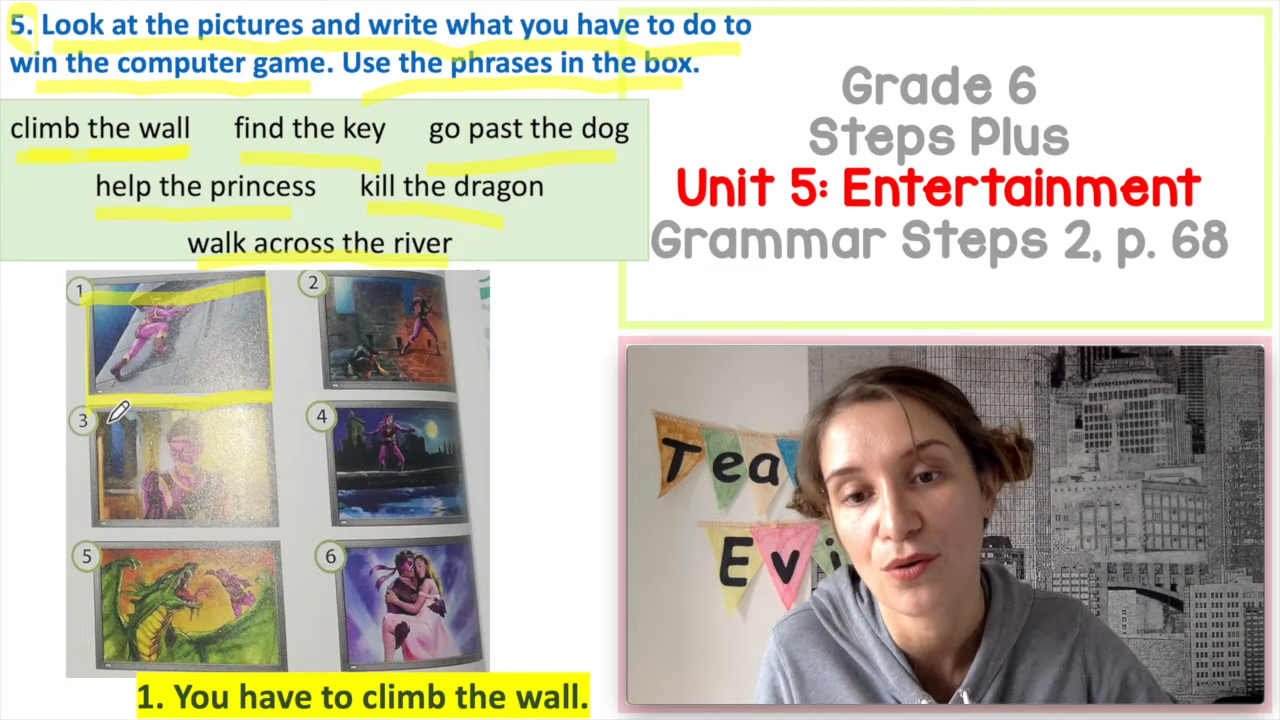 5. Look at the pictures and write what you have to do to
win the computer game. Use the phrases in the box.
climb the wall find the key go past the dog
help the princess kill the dragon
walk across the river
1
2
3
4
5
6
1. You have to climb the wall.
Grade 6
Steps Plus
Unit 5: Entertainment
Grammar Steps 2, p. 68
Tea
Evi